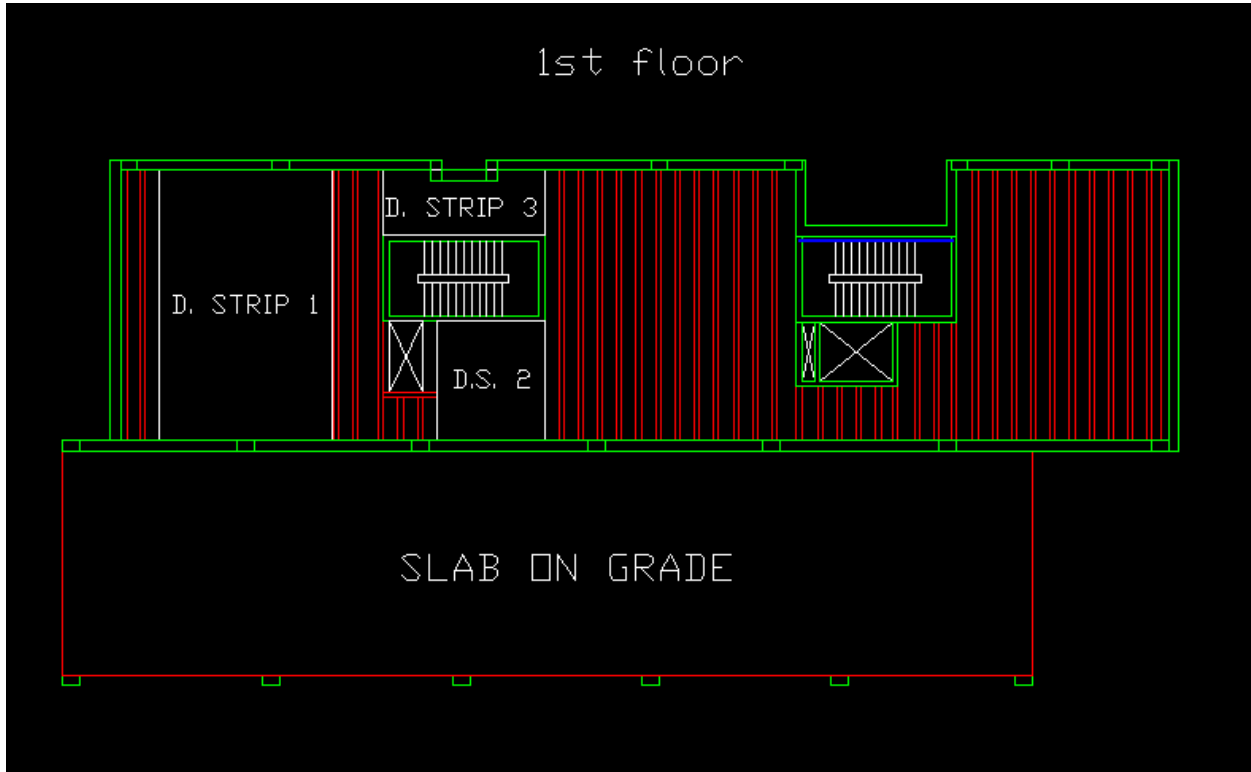 1st floor
D. STRIP 3
D. STRIP 1
D.S. 2
SLAB ON GRADE